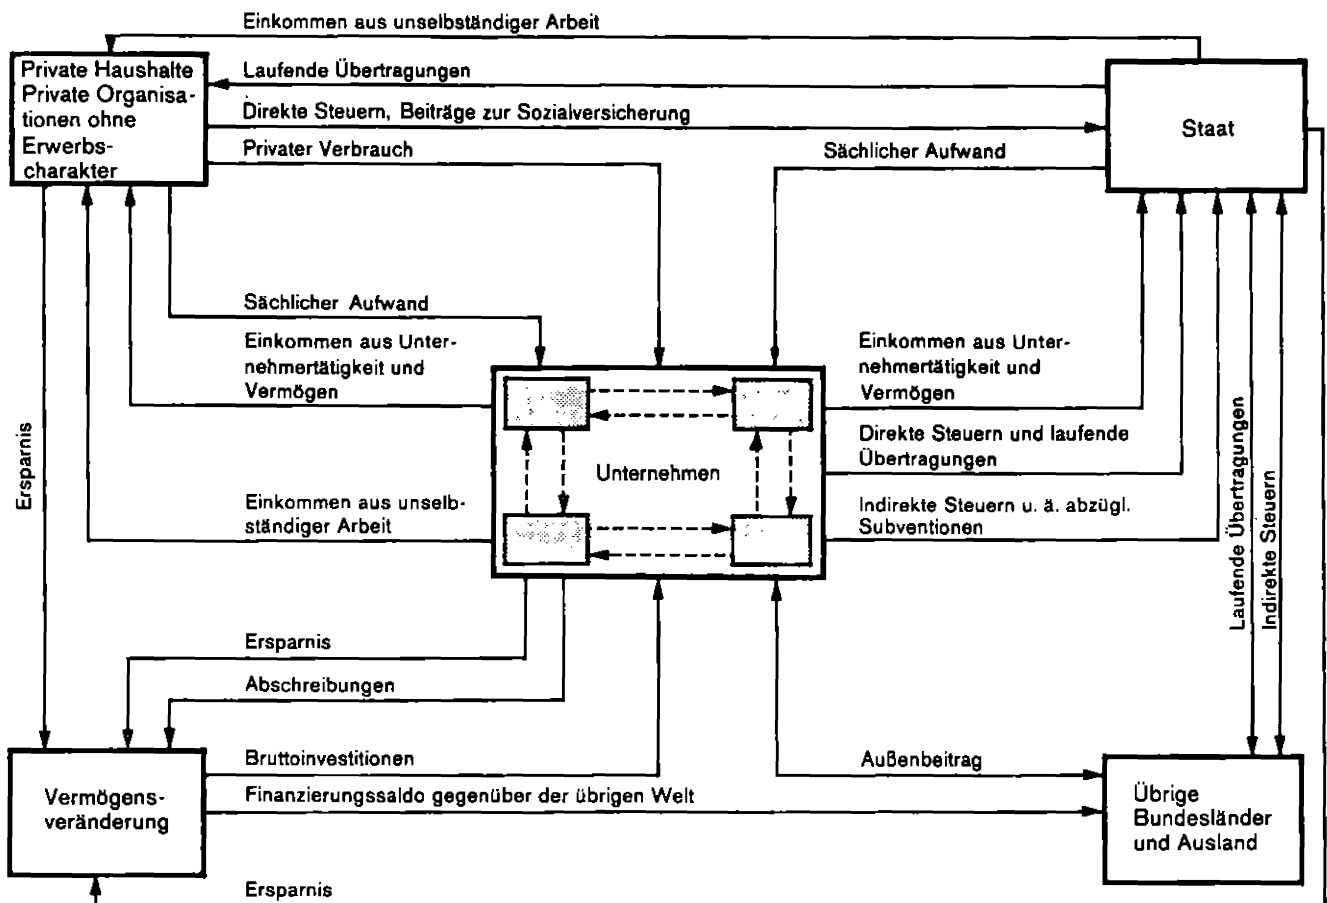 Einkommen aus unselbständiger Arbeit
Private Haushalte
Private Organisa-
tionen ohne
Erwerbs-
charakter
Laufende Übertragungen
Direkte Steuern, Beiträge zur Sozialversicherung
Privater Verbrauch
Sächlicher Aufwand
Staat
Sächlicher Aufwand
Einkommen aus Unter-
nehmertätigkeit und
Vermögen
Einkommen aus Unter-
nehmertätigkeit und
Vermögen
Direkte Steuern und laufende
Übertragungen
Ersparnis
Unternehmen
Einkommen aus unselb-
ständiger Arbeit
Indirekte Steuern u. ä. abzügl.
Subventionen
Laufende Übertragungen
Indirekte Steuern
Ersparnis
Abschreibungen
Bruttoinvestitionen
Außenbeitrag
Finanzierungssaldo gegenüber der übrigen Welt
Vermögens-
veränderung
Übrige
Bundesländer
und Ausland
Ersparnis